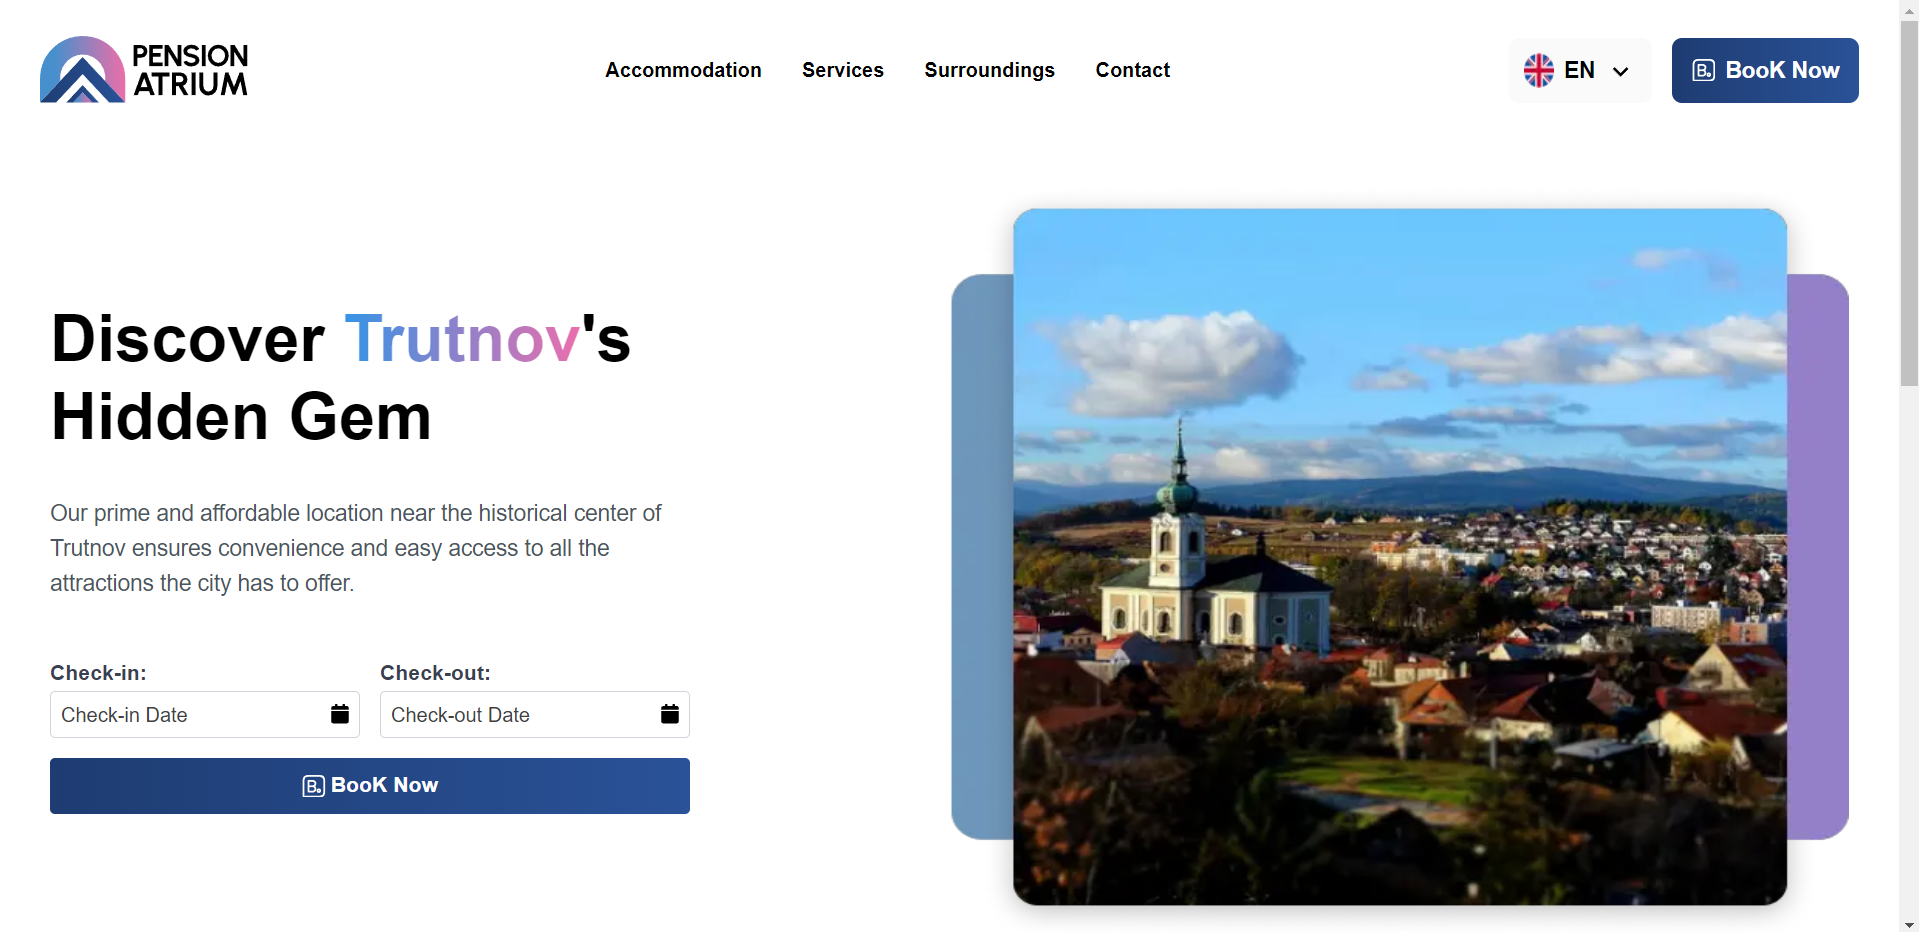 PENSION
ATRIUM
Accommodation
Services
Surroundings
Contact
EN
B.
BooK Now
Discover Trutnov's
Hidden Gem
Our prime and affordable location near the historical center of
Trutnov ensures convenience and easy access to all the
attractions the city has to offer.
Check-in:
Check-out:
Check-in Date
Check-out Date
B.
BooK Now